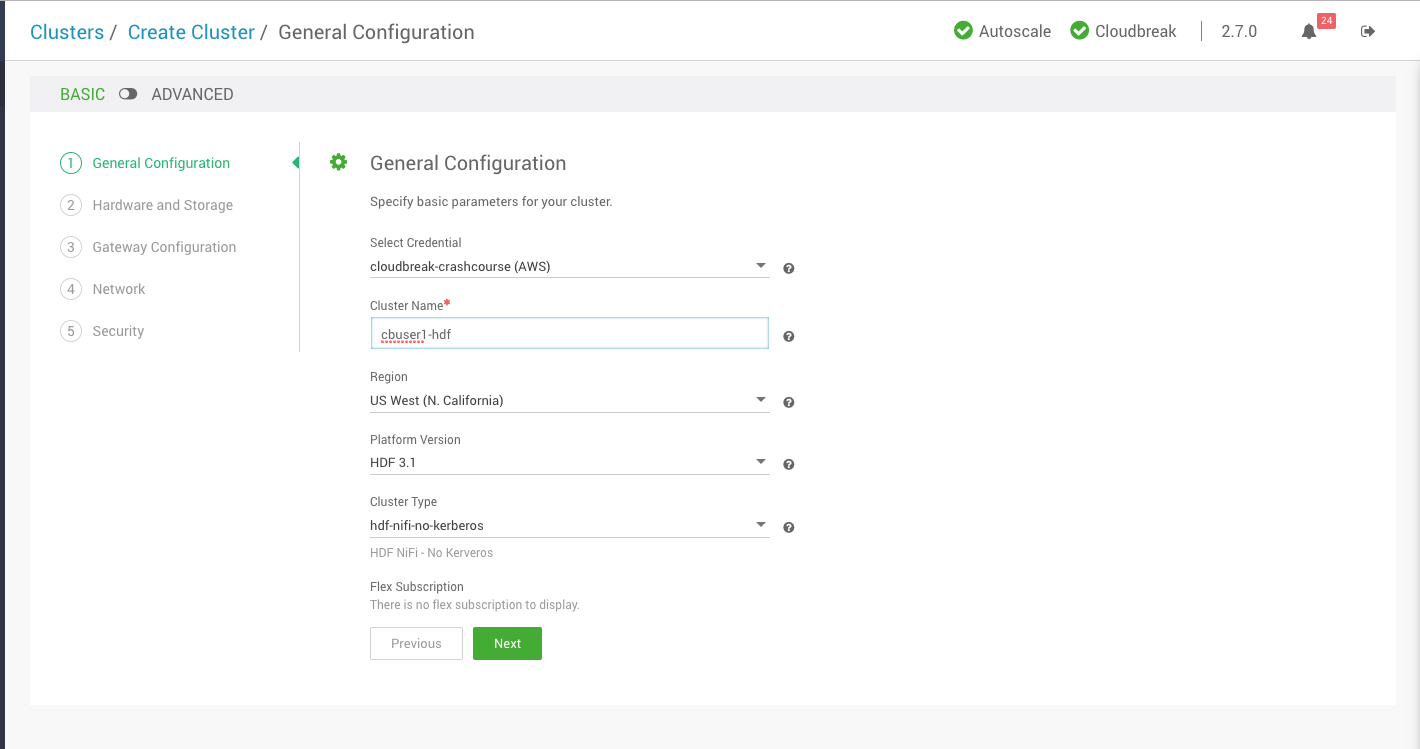 Clusters / Create Cluster / General Configuration
Autoscale Cloudbreak 2.7.0 24
BASIC ADVANCED
1 General Configuration
2 Hardware and Storage
3 Gateway Configuration
4 Network
5 Security
General Configuration
Specify basic parameters for your cluster.
Select Credential
cloudbreak-crashcourse (AWS)
Cluster Name*
cbuser1-hdf
Region
US West (N. California)
Platform Version
HDF 3.1
Cluster Type
hdf-nifi-no-kerberos
HDF NiFi - No Kerveros
Flex Subscription
There is no flex subscription to display.
Previous Next